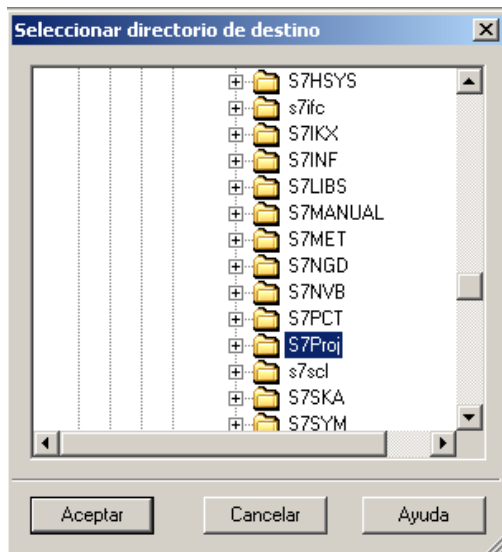 Seleccionar directorio de destino
S7HSYS
s7ifc
S7IKX
S7INF
S7LIBS
S7MANUAL
S7MET
S7NGD
S7NVB
S7PCT
S7Proj
s7scl
S7SKA
S7SYM
Aceptar
Cancelar
Ayuda